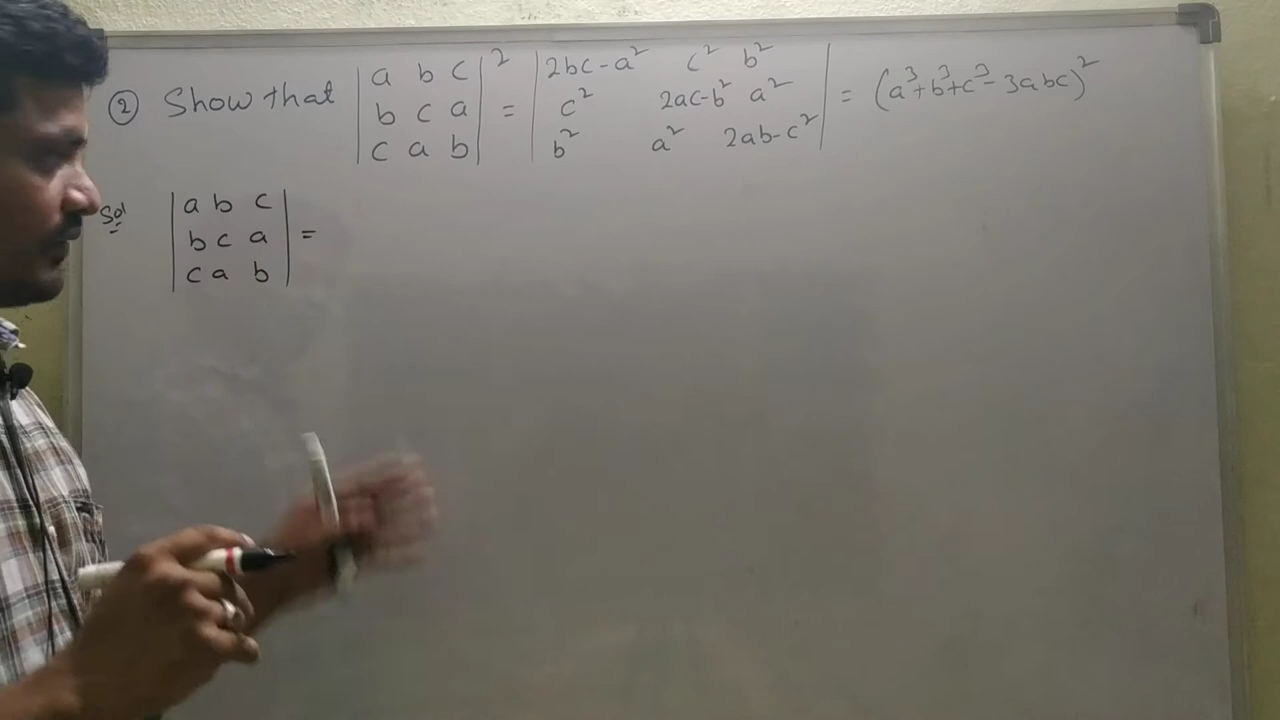 ② Show that | a b c |² = | 2bc-a² c² b² | = (a³+b³+c³-3abc)²
| b c a | | c² 2ac-b² a² |
| c a b | | b² a² 2ab-c² |
Sol | a b c |
| b c a | =
| c a b |